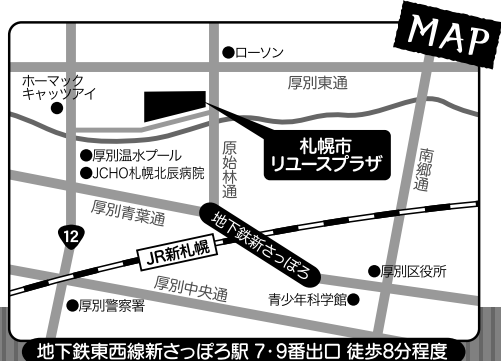 MAP
ローソン
厚別東通
ホーマック
キャッツアイ
札幌市
リユースプラザ
原始林通
南郷通
厚別温水プール
JCHO札幌北辰病院
厚別青葉通
地下鉄新さっぽろ
12
JR新札幌
厚別区役所
厚別中央通
青少年科学館
厚別警察署
地下鉄東西線新さっぽろ駅 7・9番出口 徒歩8分程度